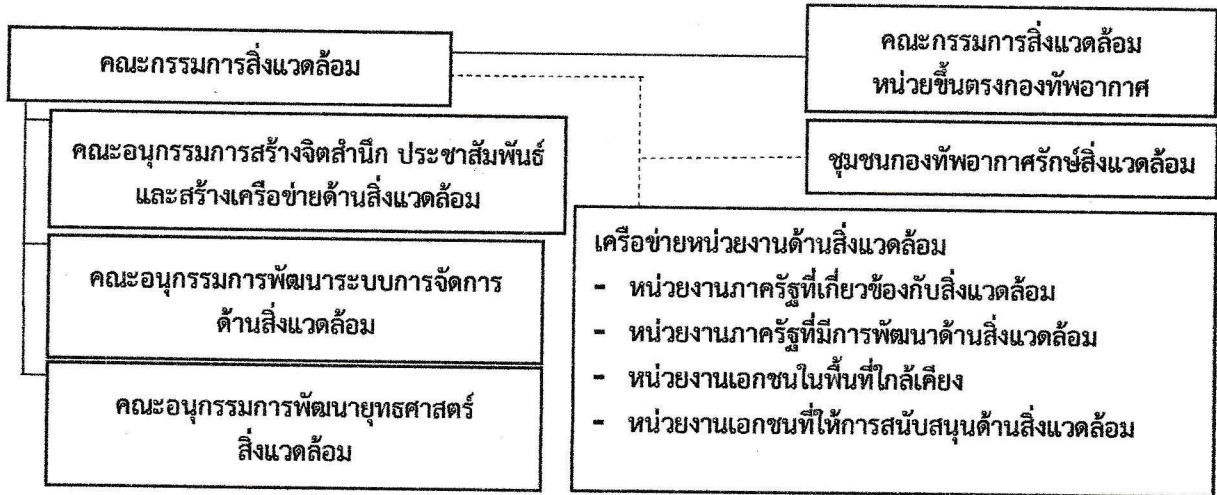 คณะกรรมการสิ่งแวดล้อม
คณะกรรมการสิ่งแวดล้อม
หน่วยขึ้นตรงกองทัพอากาศ
คณะอนุกรรมการสร้างจิตสำนึก ประชาสัมพันธ์
และสร้างเครือข่ายด้านสิ่งแวดล้อม
ชุมชนกองทัพอากาศรักษ์สิ่งแวดล้อม
คณะอนุกรรมการพัฒนาระบบการจัดการ
ด้านสิ่งแวดล้อม
คณะอนุกรรมการพัฒนายุทธศาสตร์
สิ่งแวดล้อม
เครือข่ายหน่วยงานด้านสิ่งแวดล้อม
- หน่วยงานภาครัฐที่เกี่ยวข้องกับสิ่งแวดล้อม
- หน่วยงานภาครัฐที่มีการพัฒนาด้านสิ่งแวดล้อม
- หน่วยงานเอกชนในพื้นที่ใกล้เคียง
- หน่วยงานเอกชนที่ให้การสนับสนุนด้านสิ่งแวดล้อม